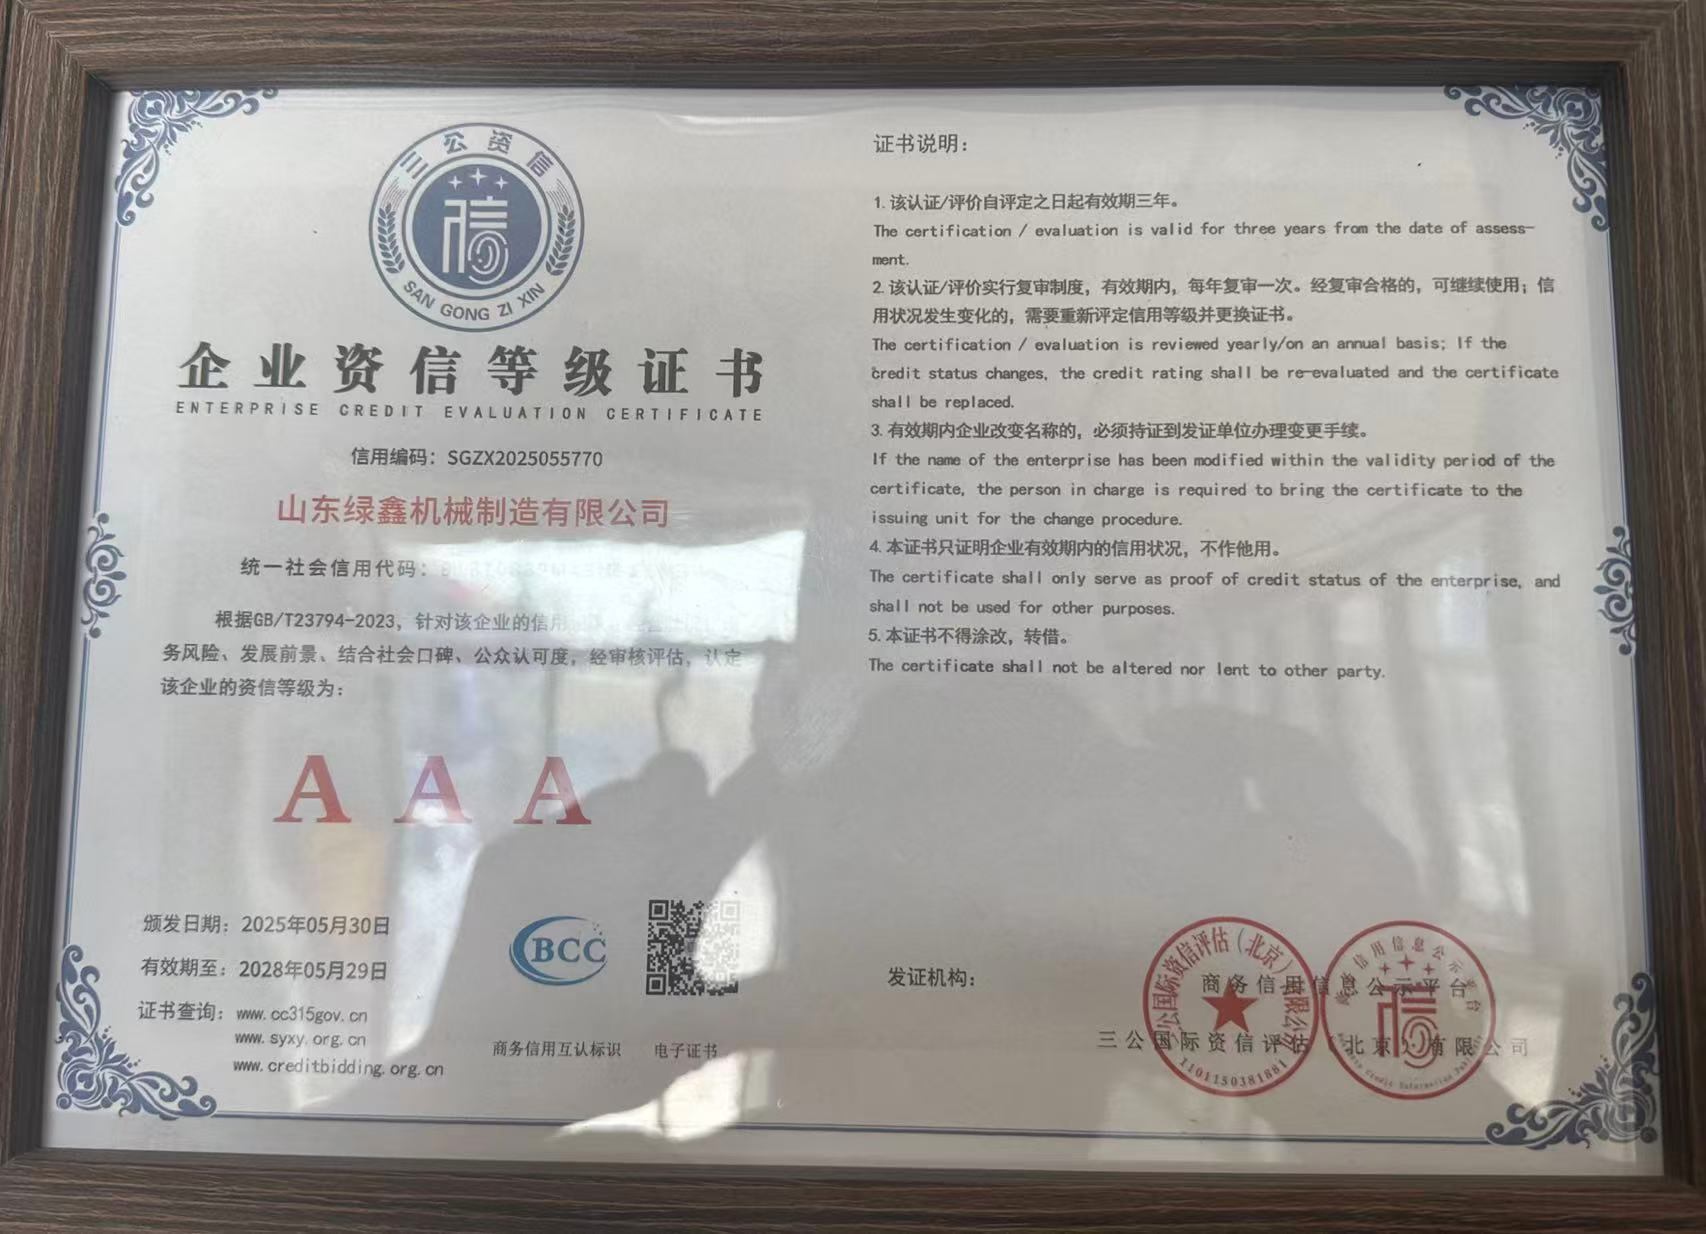 三公资信
信
SAN GONG ZI XIN
企业资信等级证书
ENTERPRISE CREDIT EVALUATION CERTIFICATE
信用编码：SGZX2025055770
山东绿鑫机械制造有限公司
统一社会信用代码：
根据GB/T23794-2023，针对该企业的信用
务风险、发展前景、结合社会口碑、公众认可度，经审核评估，认定
该企业的资信等级为：
A A A
颁发日期：2025年05月30日
有效期至：2028年05月29日
证书查询：www.cc315gov.cn
www.syxy.org.cn
www.creditbidding.org.cn
BCC
商务信用互认标识
电子证书
证书说明：
1.该认证/评价自评定之日起有效期三年。
The certification / evaluation is valid for three years from the date of assess-
ment.
2.该认证/评价实行复审制度，有效期内，每年复审一次。经复审合格的，可继续使用；信
用状况发生变化的，需要重新评定信用等级并更换证书。
The certification / evaluation is reviewed yearly/on an annual basis; If the
credit status changes, the credit rating shall be re-evaluated and the certificate
shall be replaced.
3.有效期内企业改变名称的，必须持证到发证单位办理变更手续。
If the name of the enterprise has been modified within the validity period of the
certificate, the person in charge is required to bring the certificate to the
issuing unit for the change procedure.
4.本证书只证明企业有效期内的信用状况，不作他用。
The certificate shall only serve as proof of credit status of the enterprise, and
shall not be used for other purposes.
5.本证书不得涂改，转借。
The certificate shall not be altered nor lent to other party.
发证机构：
商务信用信息公示平台
三公国际资信评估（北京）有限公司
1101150381881